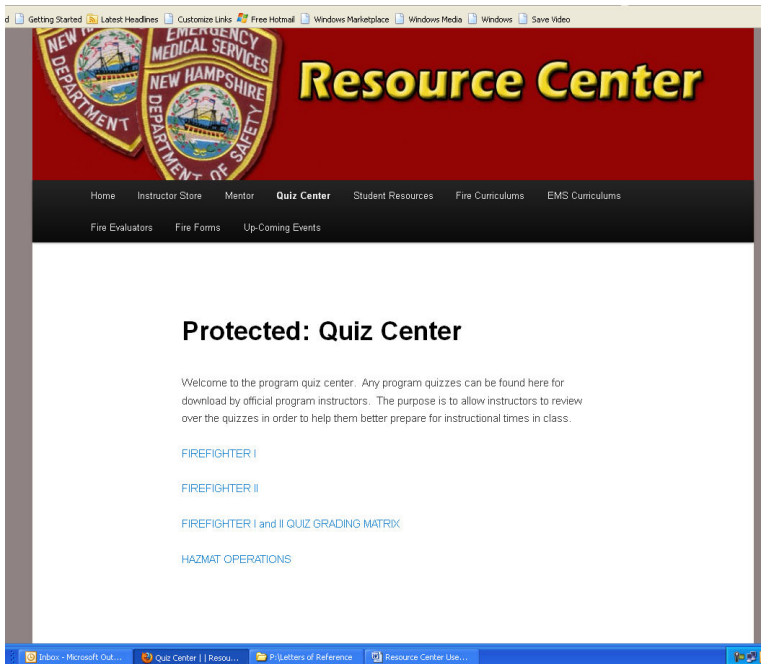 d Getting Started Latest Headlines Customize Links Free Hotmail Windows Marketplace Windows Media Windows Save Video
NEW H
DEPARTMENT
EMERGENCY
MEDICAL SERVICES
NEW HAMPSHIRE
DEPARTMENT OF SAFETY
Resource Center
Home Instructor Store Mentor Quiz Center Student Resources Fire Curriculums EMS Curriculums
Fire Evaluators Fire Forms Up-Coming Events
Protected: Quiz Center
Welcome to the program quiz center. Any program quizzes can be found here for
download by official program instructors. The purpose is to allow instructors to review
over the quizzes in order to help them better prepare for instructional times in class.
FIREFIGHTER I
FIREFIGHTER II
FIREFIGHTER I and II QUIZ GRADING MATRIX
HAZMAT OPERATIONS
Inbox - Microsoft Out... Quiz Center | | Resou... P:\Letters of Reference Resource Center Use...